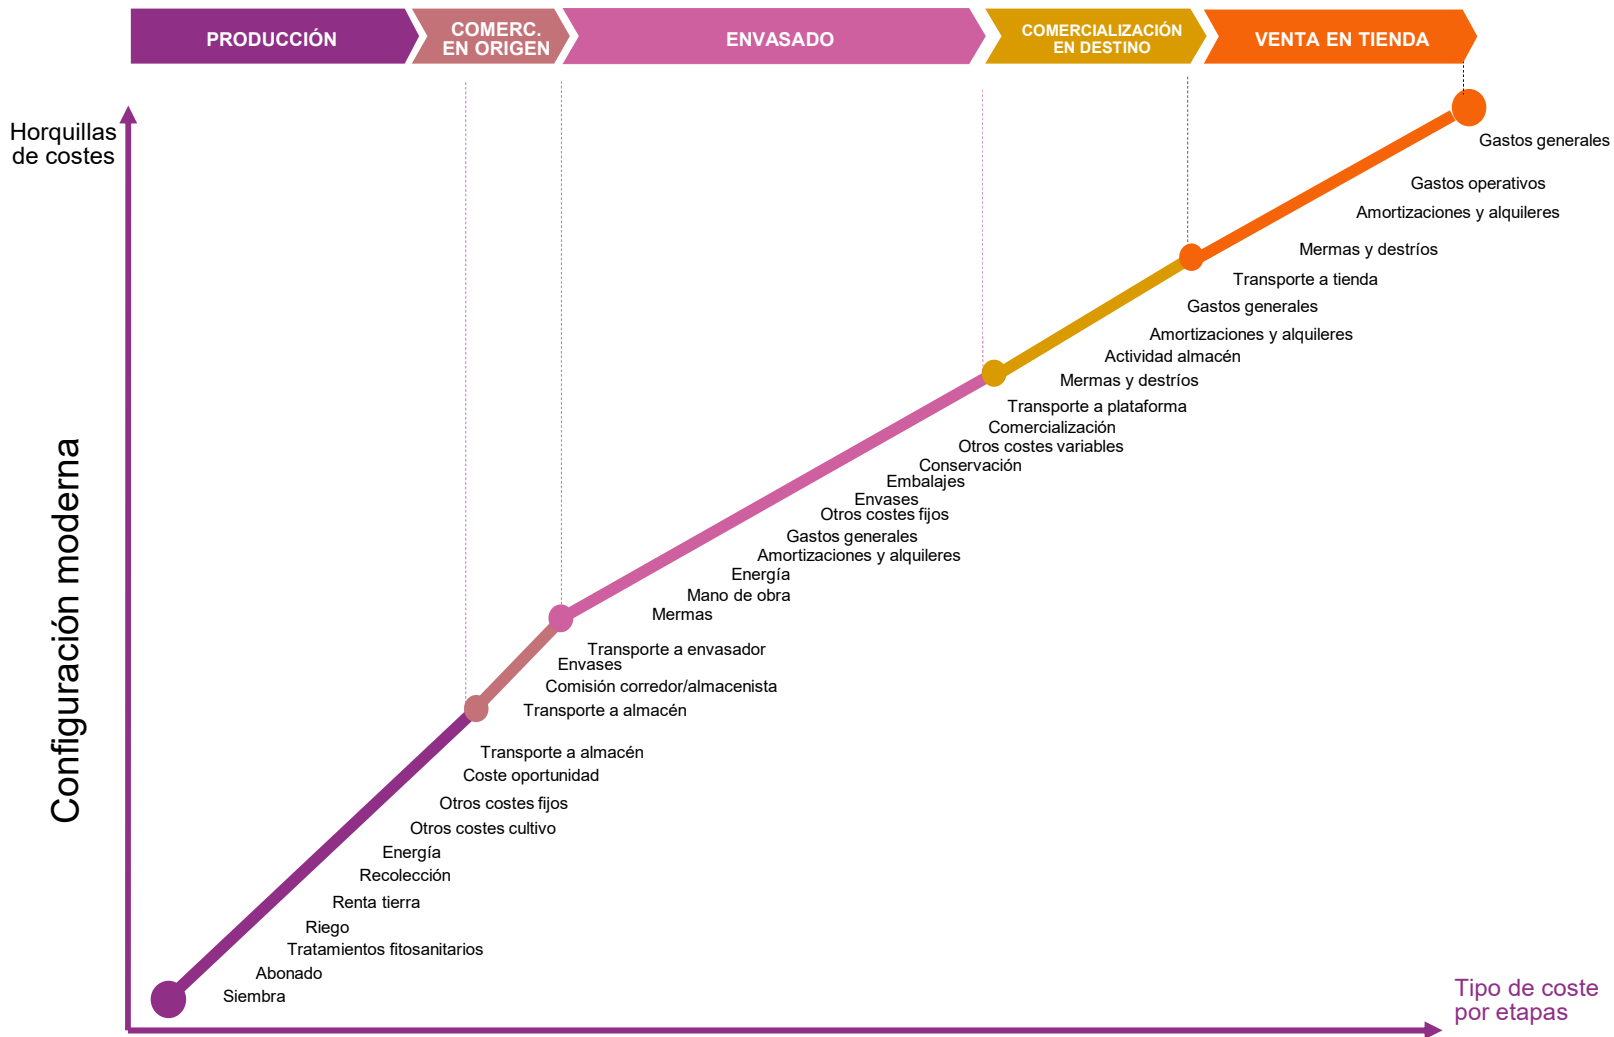 PRODUCCIÓN
COMERC.
EN ORIGEN
ENVASADO
COMERCIALIZACIÓN
EN DESTINO
VENTA EN TIENDA
Horquillas
de costes
Configuración moderna
Gastos generales
Gastos operativos
Amortizaciones y alquileres
Mermas y destríos
Transporte a tienda
Gastos generales
Amortizaciones y alquileres
Actividad almacén
Mermas y destríos
Transporte a plataforma
Comercialización
Otros costes variables
Conservación
Embalajes
Envases
Otros costes fijos
Gastos generales
Amortizaciones y alquileres
Energía
Mano de obra
Mermas
Transporte a envasador
Envases
Comisión corredor/almacenista
Transporte a almacén
Transporte a almacén
Coste oportunidad
Otros costes fijos
Otros costes cultivo
Energía
Recolección
Renta tierra
Riego
Tratamientos fitosanitarios
Abonado
Siembra
Tipo de coste
por etapas